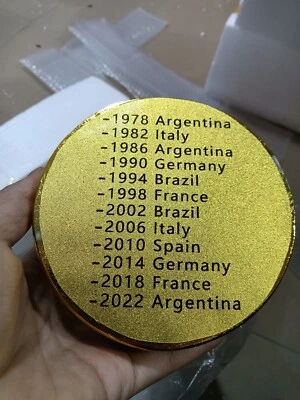 -1978 Argentina
-1982 Italy
-1986 Argentina
-1990 Germany
-1994 Brazil
-1998 France
-2002 Brazil
-2006 Italy
-2010 Spain
-2014 Germany
-2018 France
-2022 Argentina